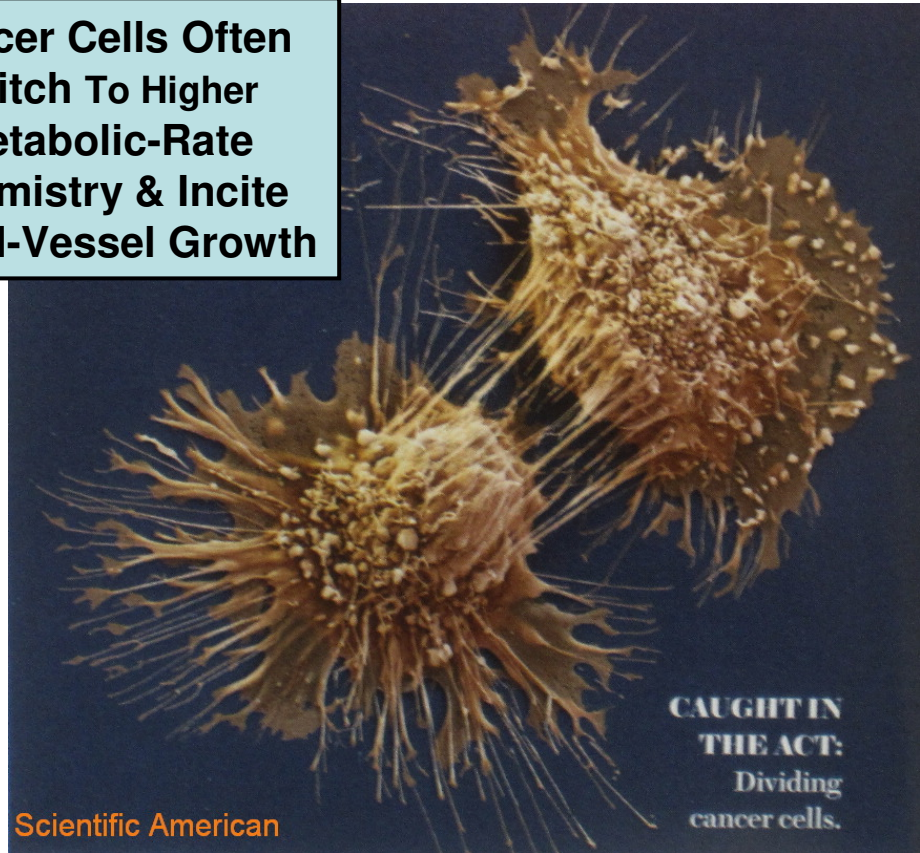 cer Cells Often
itch To Higher
etabolic-Rate
mistry & Incite
l-Vessel Growth
CAUGHT IN
THE ACT:
Dividing
cancer cells.
Scientific American